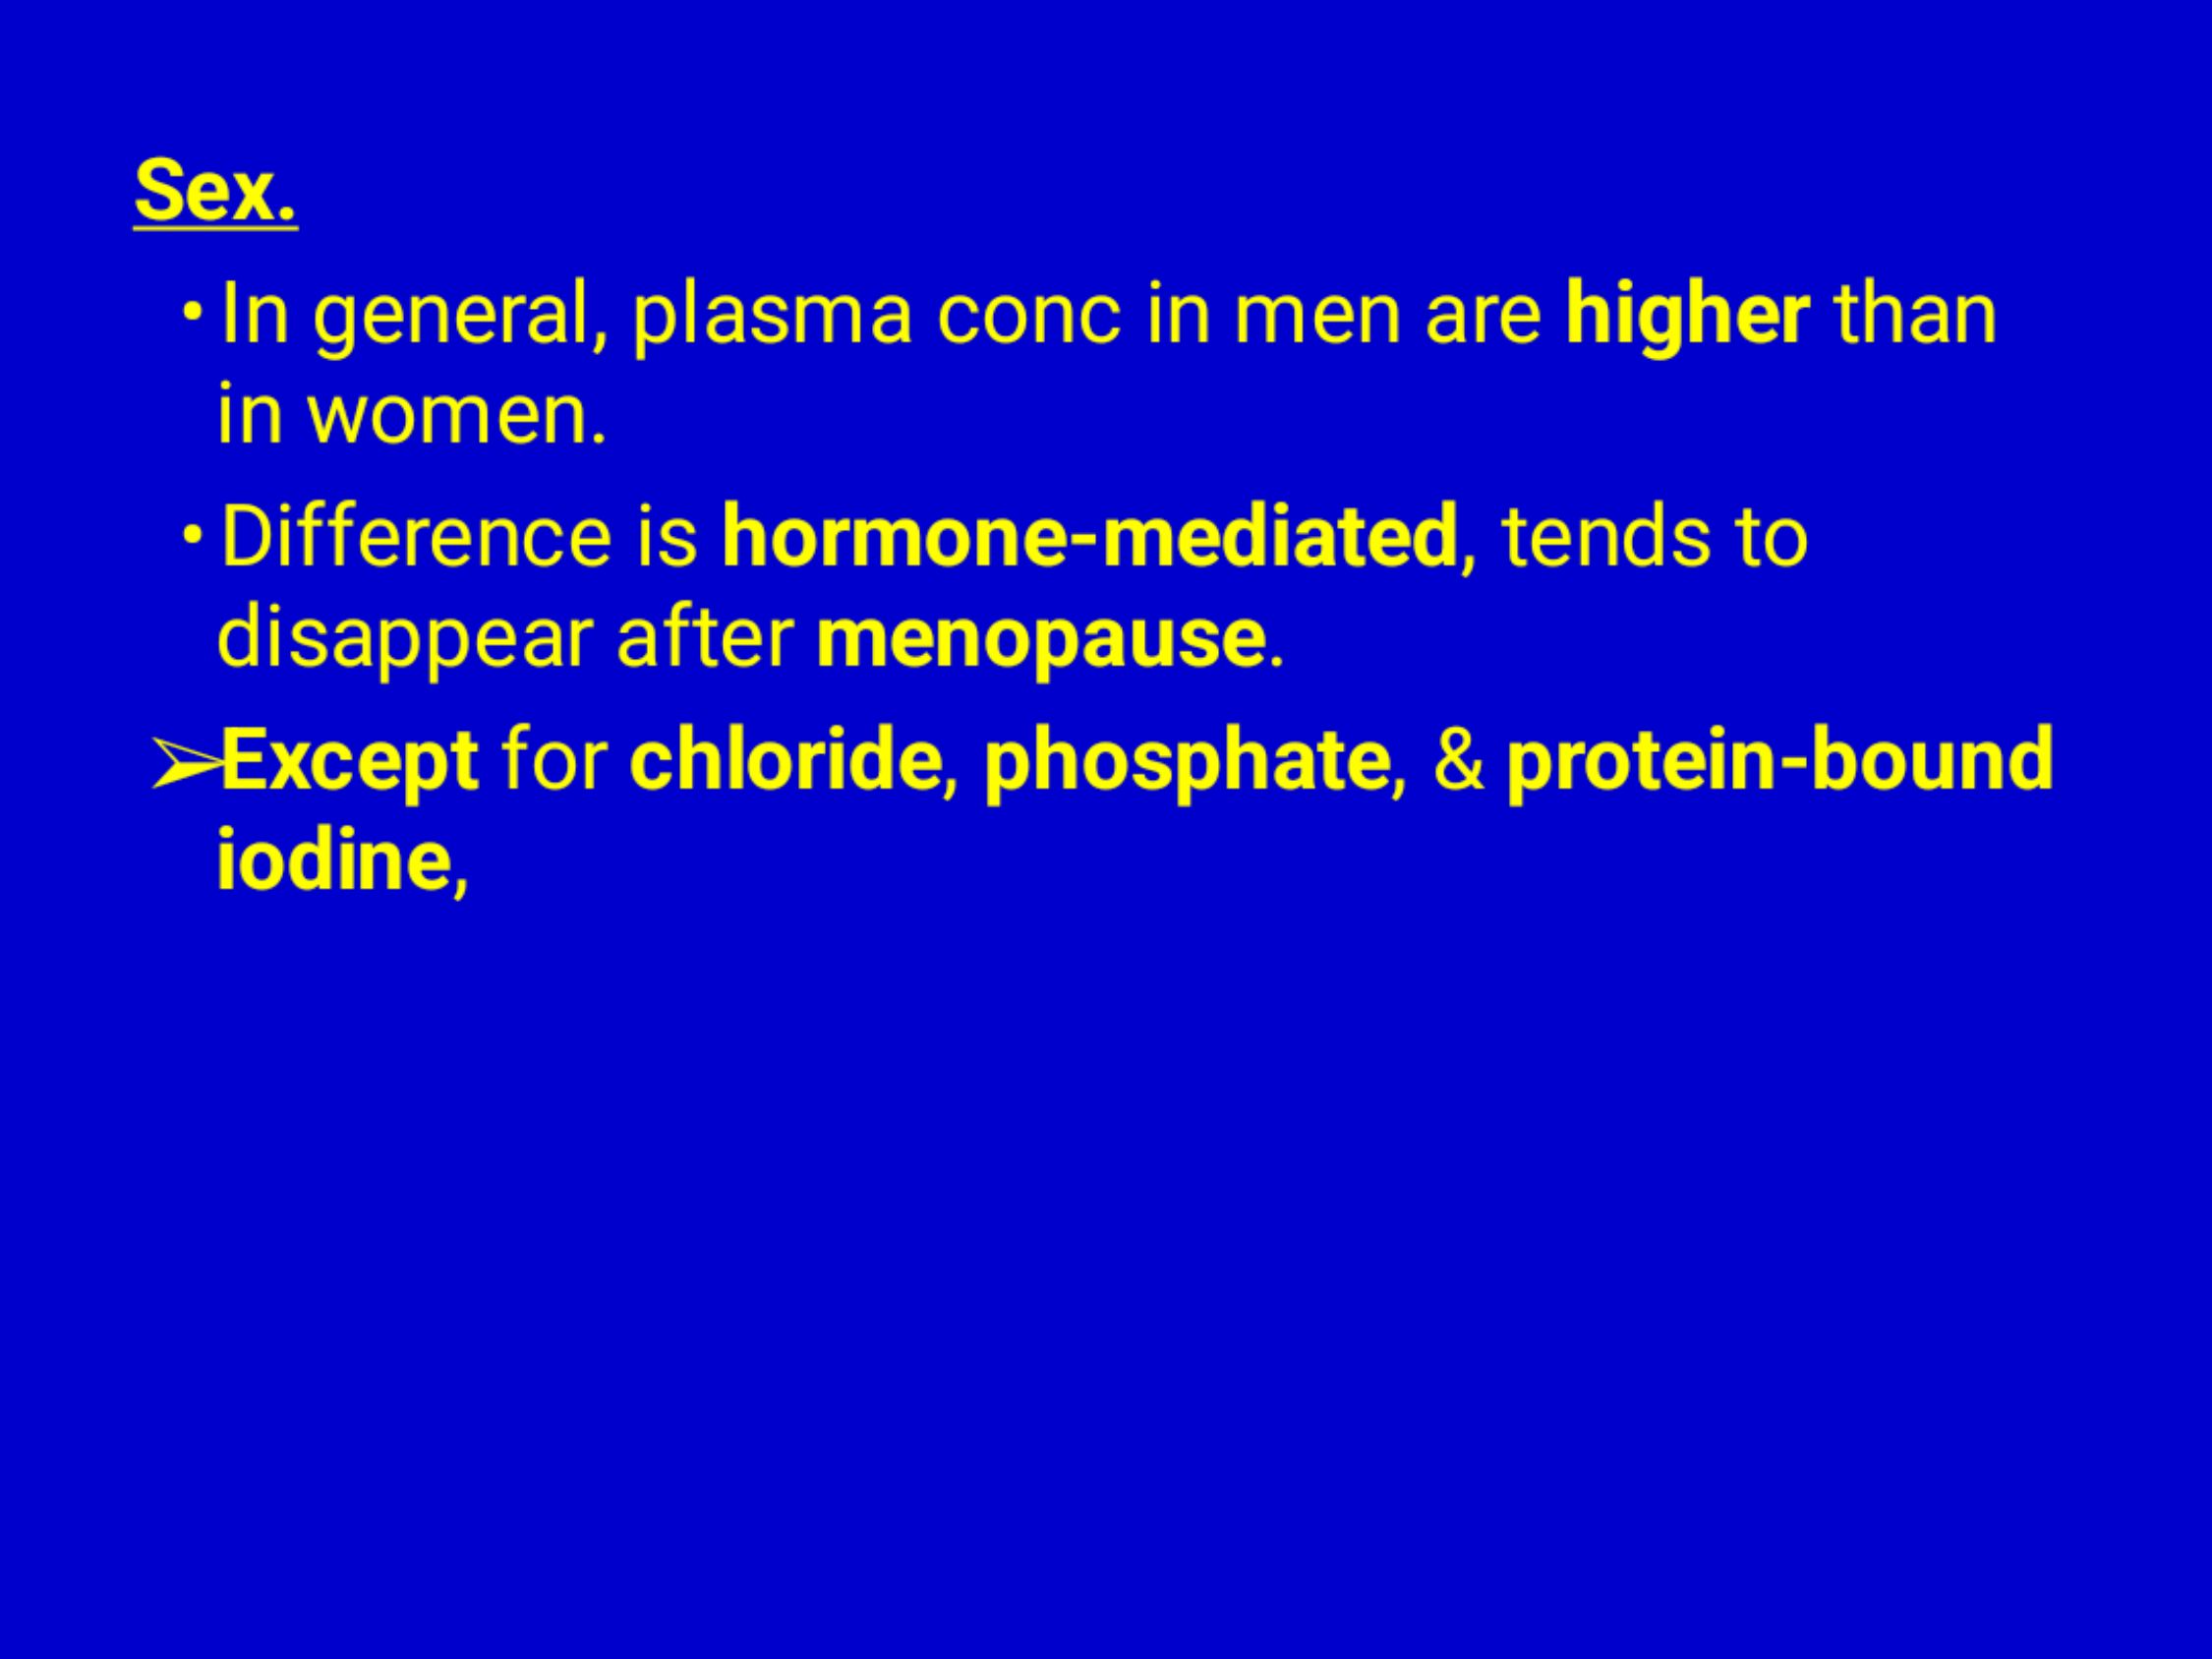 Sex.
• In general, plasma conc in men are higher than
in women.
• Difference is hormone-mediated, tends to
disappear after menopause.
➢Except for chloride, phosphate, & protein-bound
iodine,